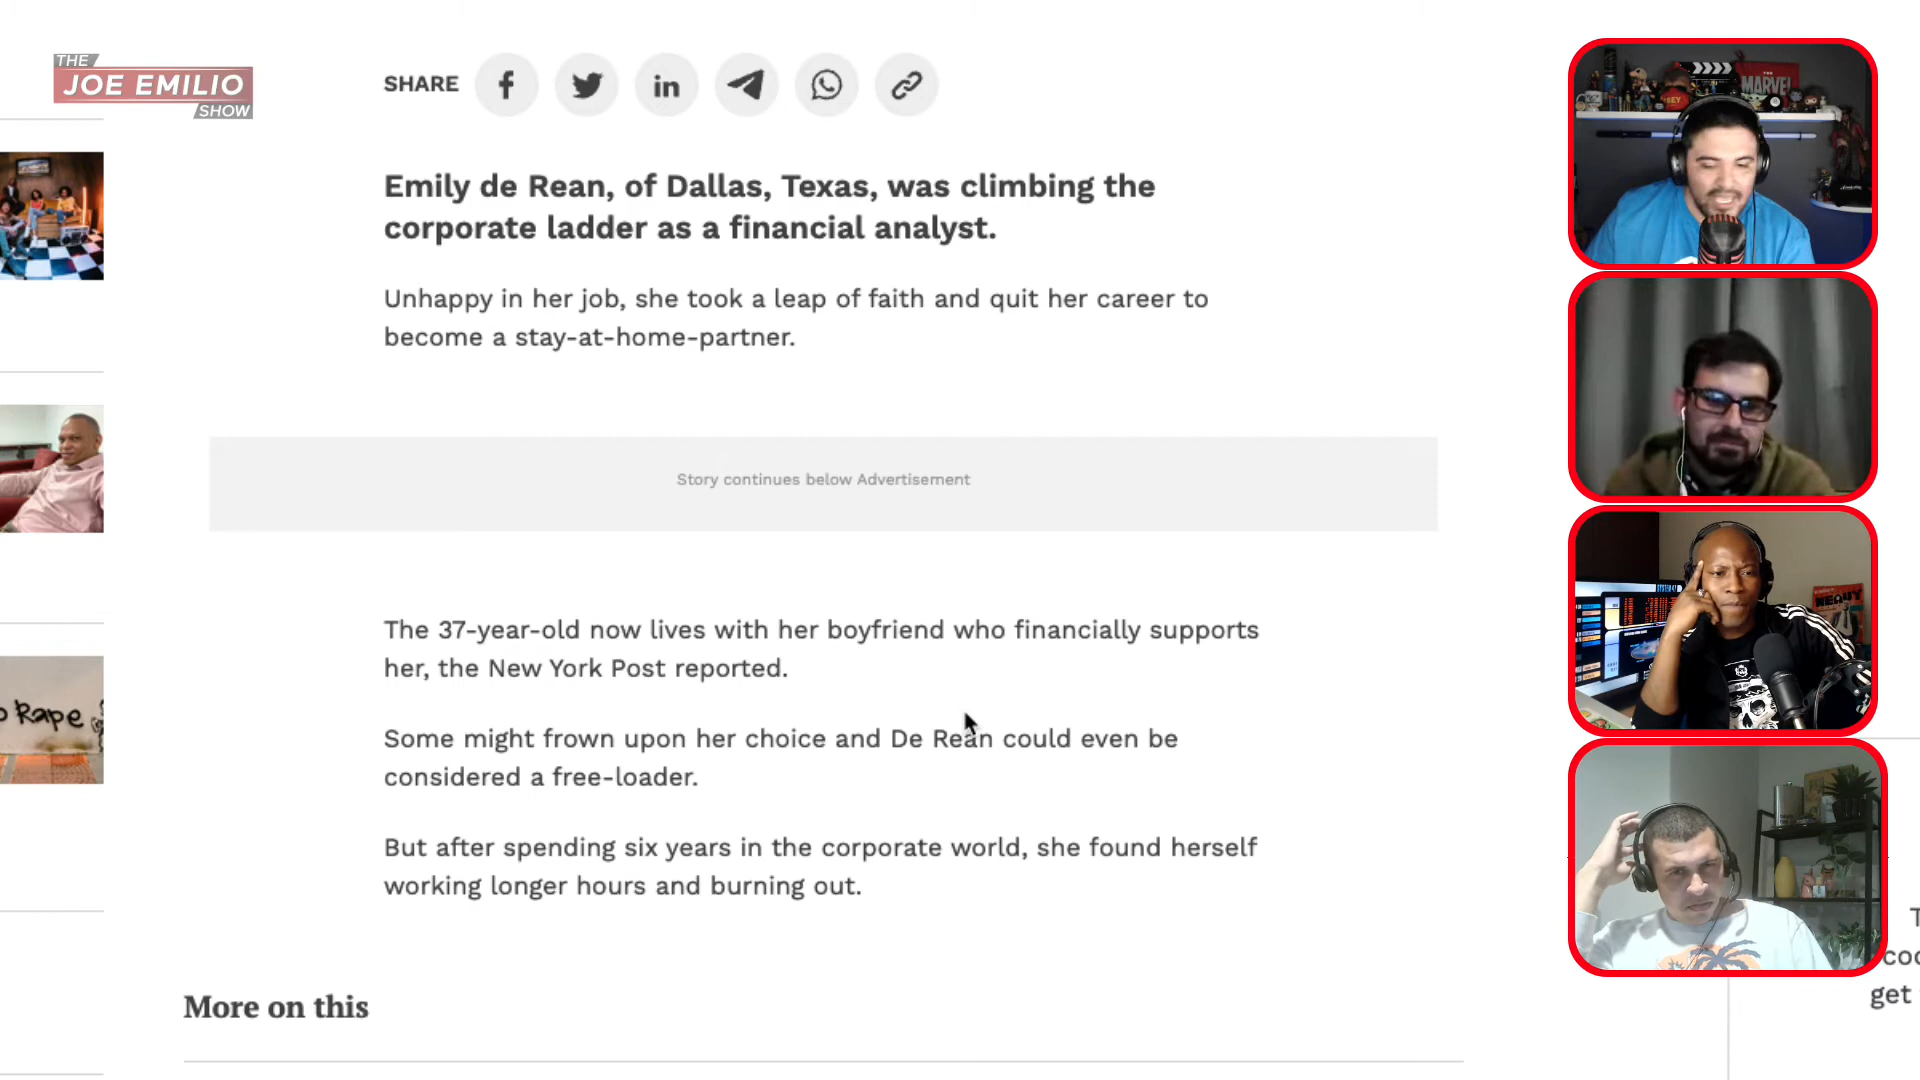 THE
JOE EMILIO
SHOW
SHARE
Emily de Rean, of Dallas, Texas, was climbing the
corporate ladder as a financial analyst.
Unhappy in her job, she took a leap of faith and quit her career to
become a stay-at-home-partner.
Story continues below Advertisement
The 37-year-old now lives with her boyfriend who financially supports
her, the New York Post reported.
Some might frown upon her choice and De Rean could even be
considered a free-loader.
But after spending six years in the corporate world, she found herself
working longer hours and burning out.
More on this
Rape
MARVEL
HEAVY
get